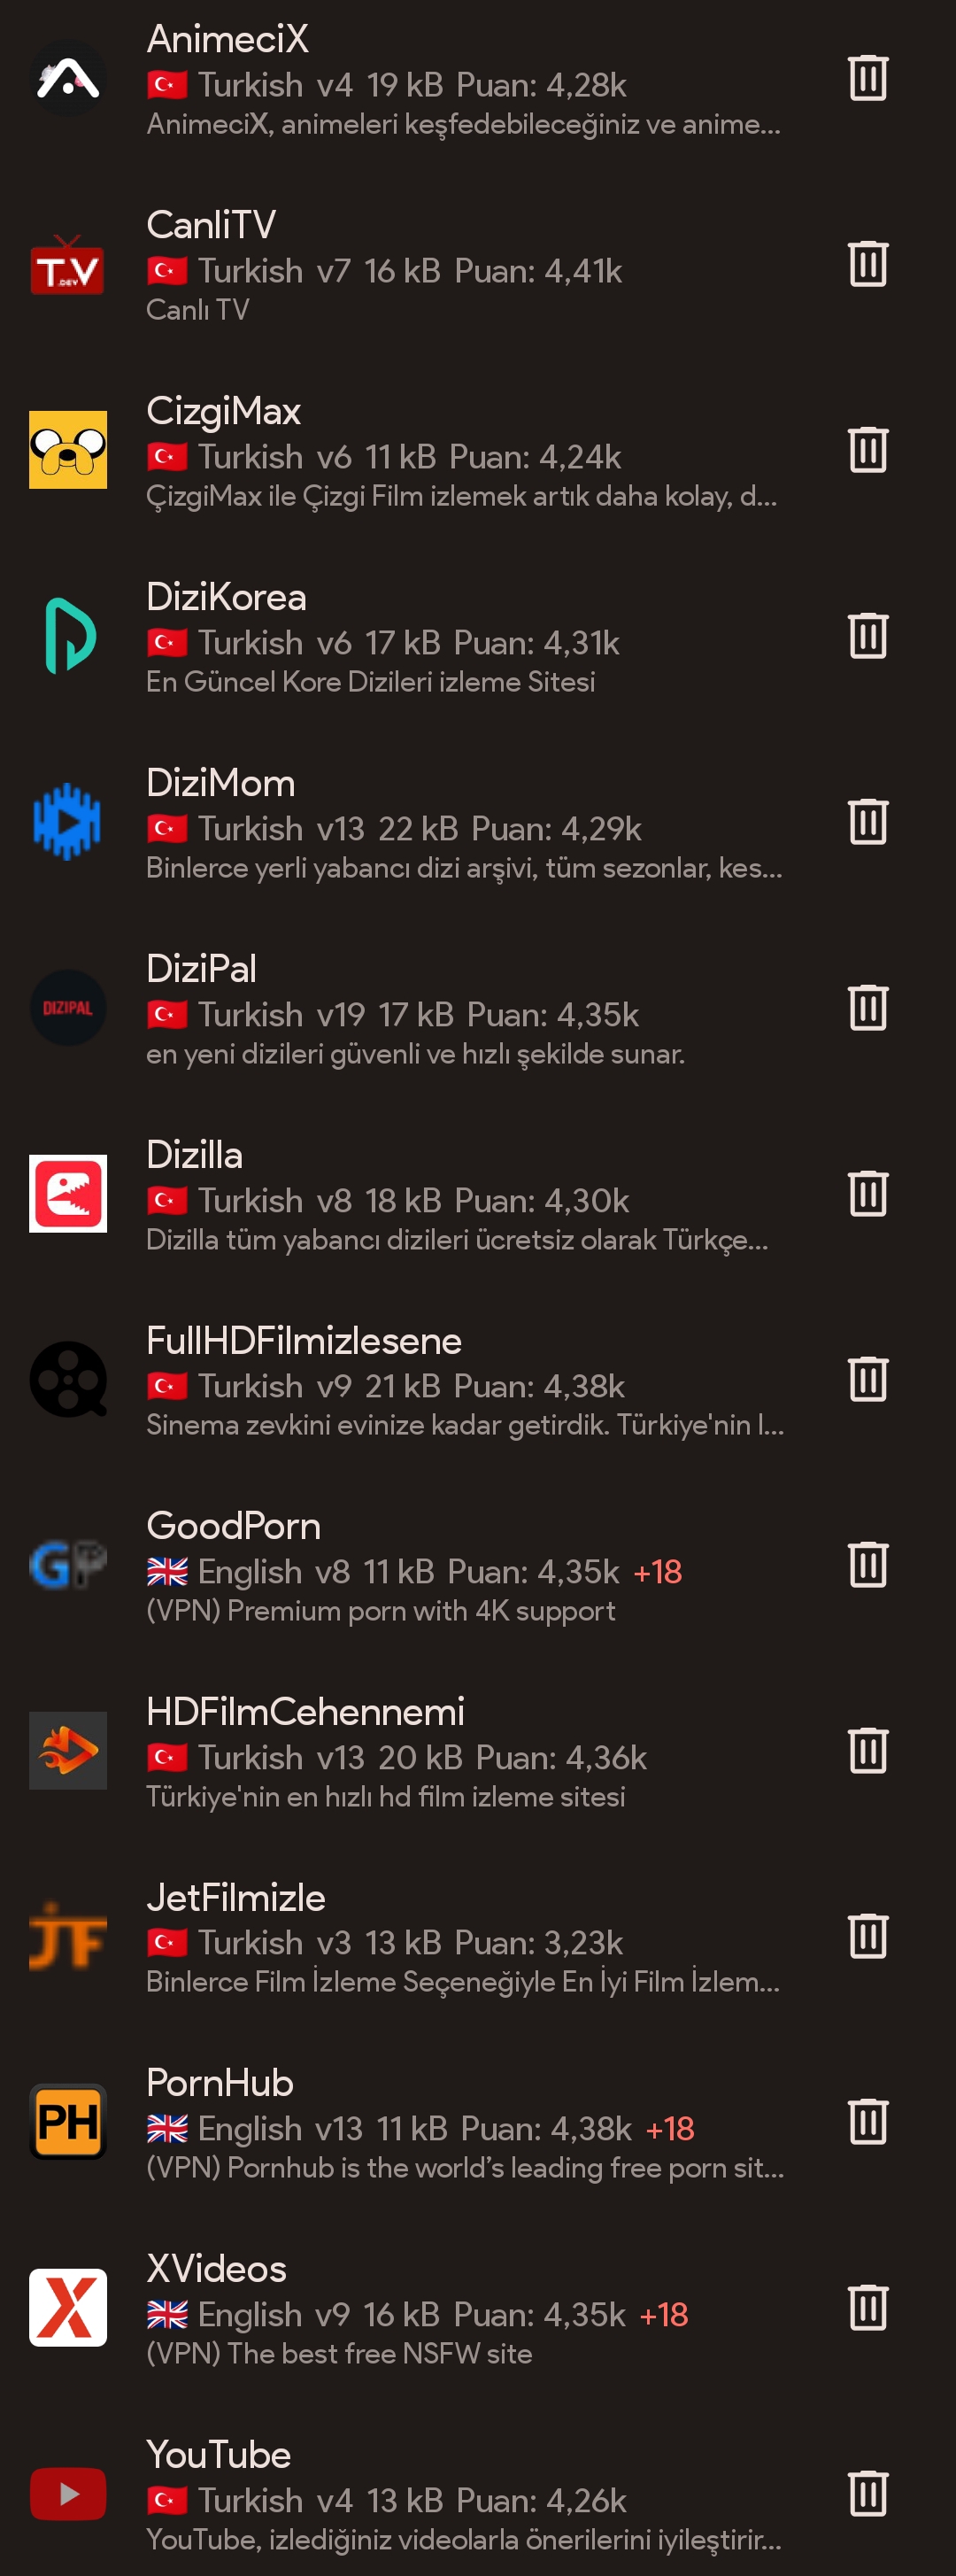 AnimeciX
Turkish v4 19 kB Puan: 4,28k
AnimeciX, animeleri keşfedebileceğiniz ve anime...
T.V
.DEV
CanliTV
Turkish v7 16 kB Puan: 4,41k
Canlı TV
CizgiMax
Turkish v6 11 kB Puan: 4,24k
ÇizgiMax ile Çizgi Film izlemek artık daha kolay, d...
DiziKorea
Turkish v6 17 kB Puan: 4,31k
En Güncel Kore Dizileri izleme Sitesi
DiziMom
Turkish v13 22 kB Puan: 4,29k
Binlerce yerli yabancı dizi arşivi, tüm sezonlar, kes...
DIZIPAL
DiziPal
Turkish v19 17 kB Puan: 4,35k
en yeni dizileri güvenli ve hızlı şekilde sunar.
Dizilla
Turkish v8 18 kB Puan: 4,30k
Dizilla tüm yabancı dizileri ücretsiz olarak Türkçe...
FullHDFilmizlesene
Turkish v9 21 kB Puan: 4,38k
Sinema zevkini evinize kadar getirdik. Türkiye'nin l...
GP
GoodPorn
English v8 11 kB Puan: 4,35k +18
(VPN) Premium porn with 4K support
HDFilmCehennemi
Turkish v13 20 kB Puan: 4,36k
Türkiye'nin en hızlı hd film izleme sitesi
JF
JetFilmizle
Turkish v3 13 kB Puan: 3,23k
Binlerce Film İzleme Seçeneğiyle En İyi Film İzlem...
PH
PornHub
English v13 11 kB Puan: 4,38k +18
(VPN) Pornhub is the world’s leading free porn sit...
X
XVideos
English v9 16 kB Puan: 4,35k +18
(VPN) The best free NSFW site
YouTube
Turkish v4 13 kB Puan: 4,26k
YouTube, izlediğiniz videolarla önerilerini iyileştirir...